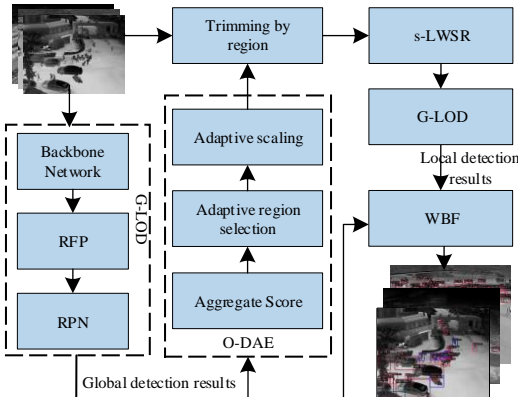 Trimming by
region
s-LWSR
G-LOD
Local detection
results
WBF
Adaptive scaling
Adaptive region
selection
Aggregate Score
O-DAE
Backbone
Network
RFP
RPN
G-LOD
Global detection results